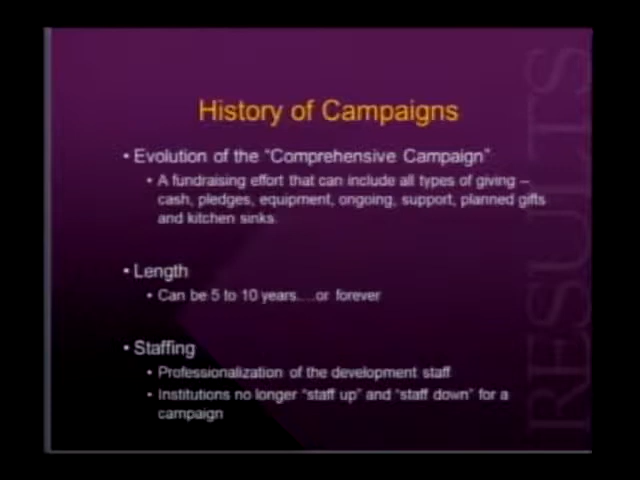 History of Campaigns
• Evolution of the "Comprehensive Campaign"
• A fundraising effort that can include all types of giving –
cash, pledges, equipment, ongoing, support, planned gifts
and kitchen sinks.
• Length
• Can be 5 to 10 years....or forever
• Staffing
• Professionalization of the development staff
• Institutions no longer "staff up" and "staff down" for a
campaign
RESULTS